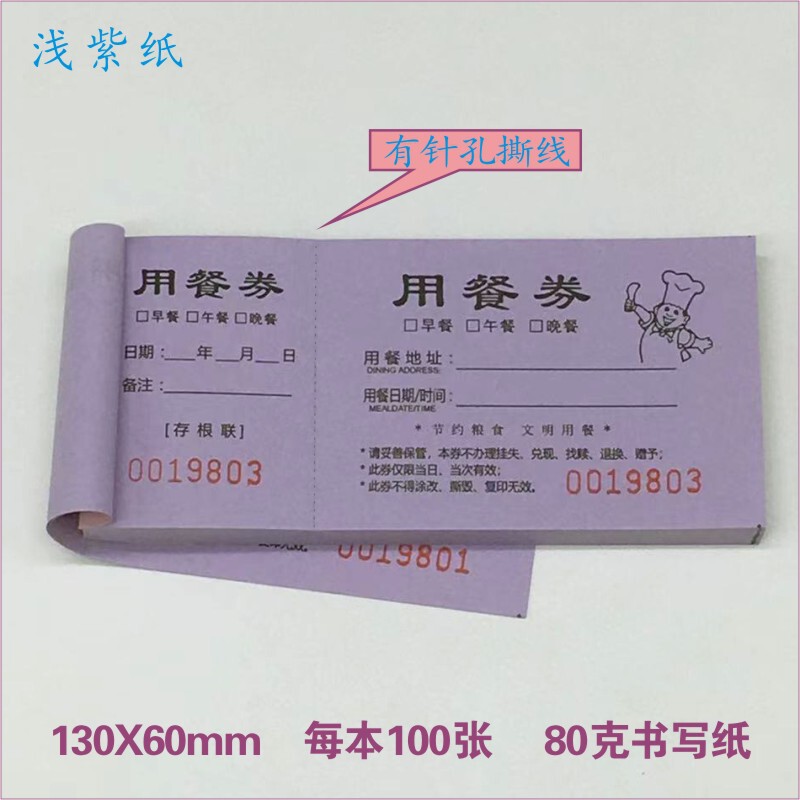 浅紫纸
有针孔撕线
用餐券
□早餐 □午餐 □晚餐
日期：___年___月___日
备注：
[存根联]
0019803
用餐券
□早餐 □午餐 □晚餐
用餐地址：
DINING ADDRESS:
用餐日期/时间：
MEALDATE/TIME
* 节约粮食 文明用餐 *
*请妥善保管，本券不办理挂失、兑现、找赎、退换、赠予；
*此券仅限当日，当次有效；
*此券不得涂改、撕毁、复印无效。
0019803
0019801
130X60mm 每本100张 80克书写纸